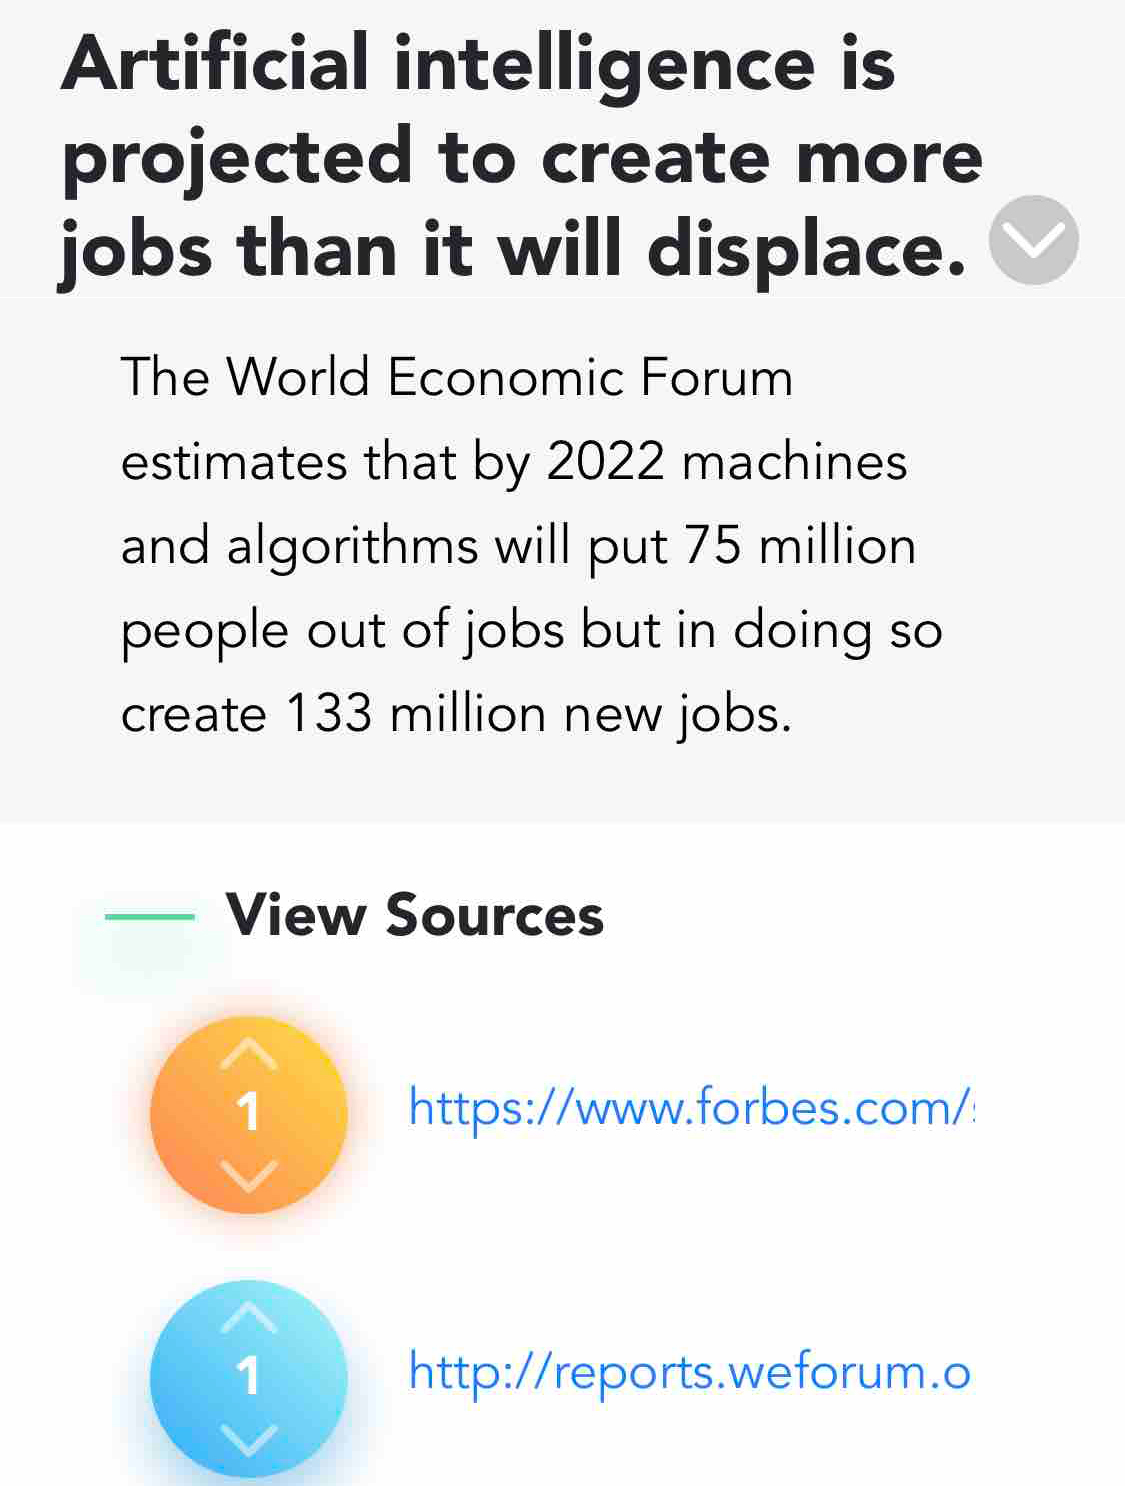 Artificial intelligence is
projected to create more
jobs than it will displace.
The World Economic Forum
estimates that by 2022 machines
and algorithms will put 75 million
people out of jobs but in doing so
create 133 million new jobs.
View Sources
1
https://www.forbes.com/
1
http://reports.weforum.o